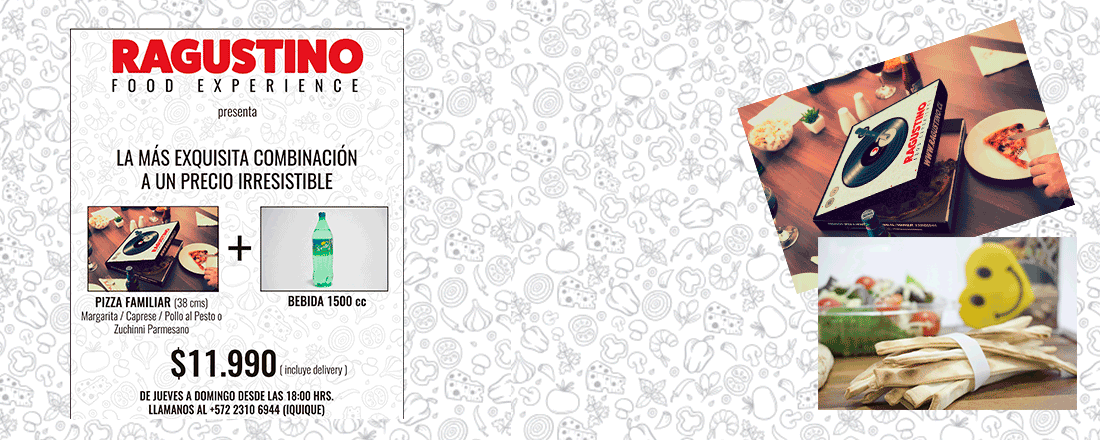 RAGUSTINO
FOOD EXPERIENCE
presenta
LA MÁS EXQUISITA COMBINACIÓN
A UN PRECIO IRRESISTIBLE
RAGUSTINO
+
PIZZA FAMILIAR (38 cms)
BEBIDA 1500 cc
Margarita / Caprese / Pollo al Pesto o
Zuchinni Parmesano
$11.990 ( incluye delivery )
DE JUEVES A DOMINGO DESDE LAS 18:00 HRS.
LLAMANOS AL +572 2310 6944 (IQUIQUE)
RAGUSTINO